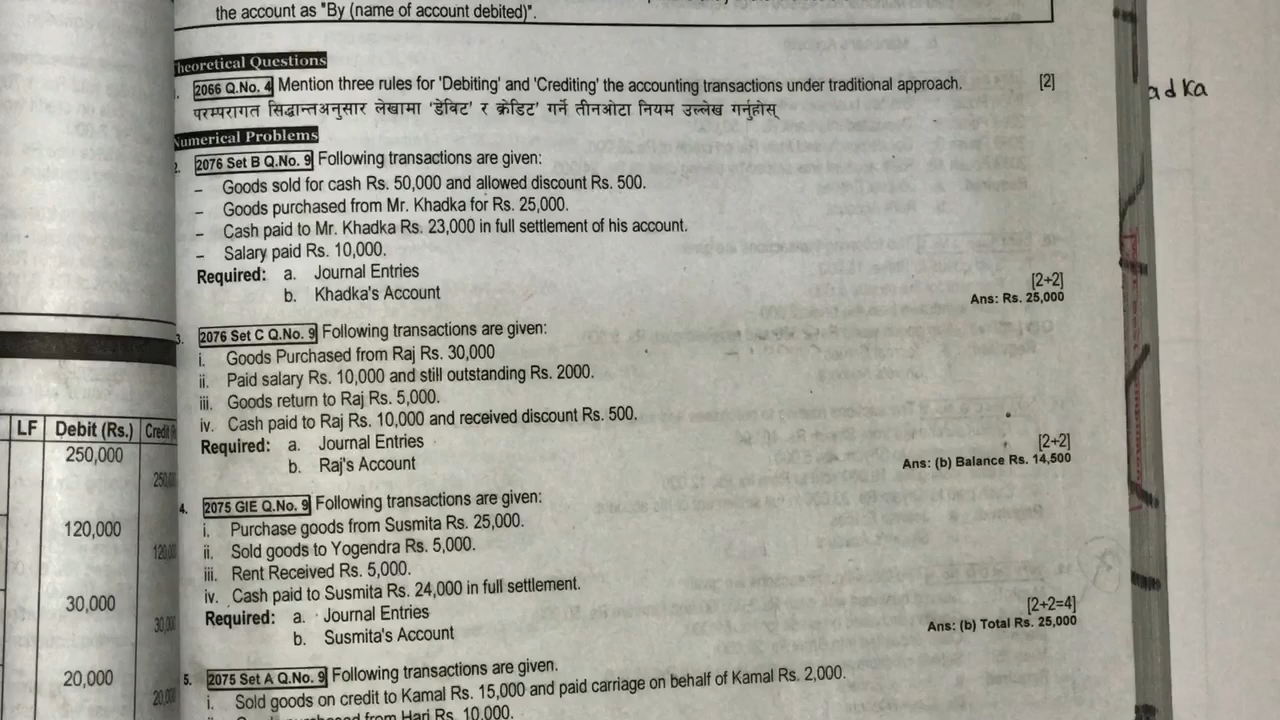 the account as "By (name of account debited)".
Theoretical Questions
2066 Q.No. 4 Mention three rules for 'Debiting' and 'Crediting' the accounting transactions under traditional approach. [2]
परम्परागत सिद्धान्तअनुसार लेखामा 'डेविट' र क्रेडिट' गर्ने तीनओटा नियम उल्लेख गर्नुहोस्
Numerical Problems
2. 2076 Set B Q.No. 9 Following transactions are given:
– Goods sold for cash Rs. 50,000 and allowed discount Rs. 500.
– Goods purchased from Mr. Khadka for Rs. 25,000.
– Cash paid to Mr. Khadka Rs. 23,000 in full settlement of his account.
– Salary paid Rs. 10,000.
Required: a. Journal Entries
b. Khadka's Account [2+2]
Ans: Rs. 25,000
3. 2076 Set C Q.No. 9 Following transactions are given:
i. Goods Purchased from Raj Rs. 30,000
ii. Paid salary Rs. 10,000 and still outstanding Rs. 2000.
iii. Goods return to Raj Rs. 5,000.
iv. Cash paid to Raj Rs. 10,000 and received discount Rs. 500.
Required: a. Journal Entries [2+2]
b. Raj's Account Ans: (b) Balance Rs. 14,500
4. 2075 GIE Q.No. 9 Following transactions are given:
i. Purchase goods from Susmita Rs. 25,000.
ii. Sold goods to Yogendra Rs. 5,000.
iii. Rent Received Rs. 5,000.
iv. Cash paid to Susmita Rs. 24,000 in full settlement.
Required: a. Journal Entries [2+2=4]
b. Susmita's Account Ans: (b) Total Rs. 25,000
5. 2075 Set A Q.No. 9 Following transactions are given.
i. Sold goods on credit to Kamal Rs. 15,000 and paid carriage on behalf of Kamal Rs. 2,000.
from Hari Rs. 10,000.
LF Debit (Rs.) Credit
250,000
120,000
30,000
20,000
adka